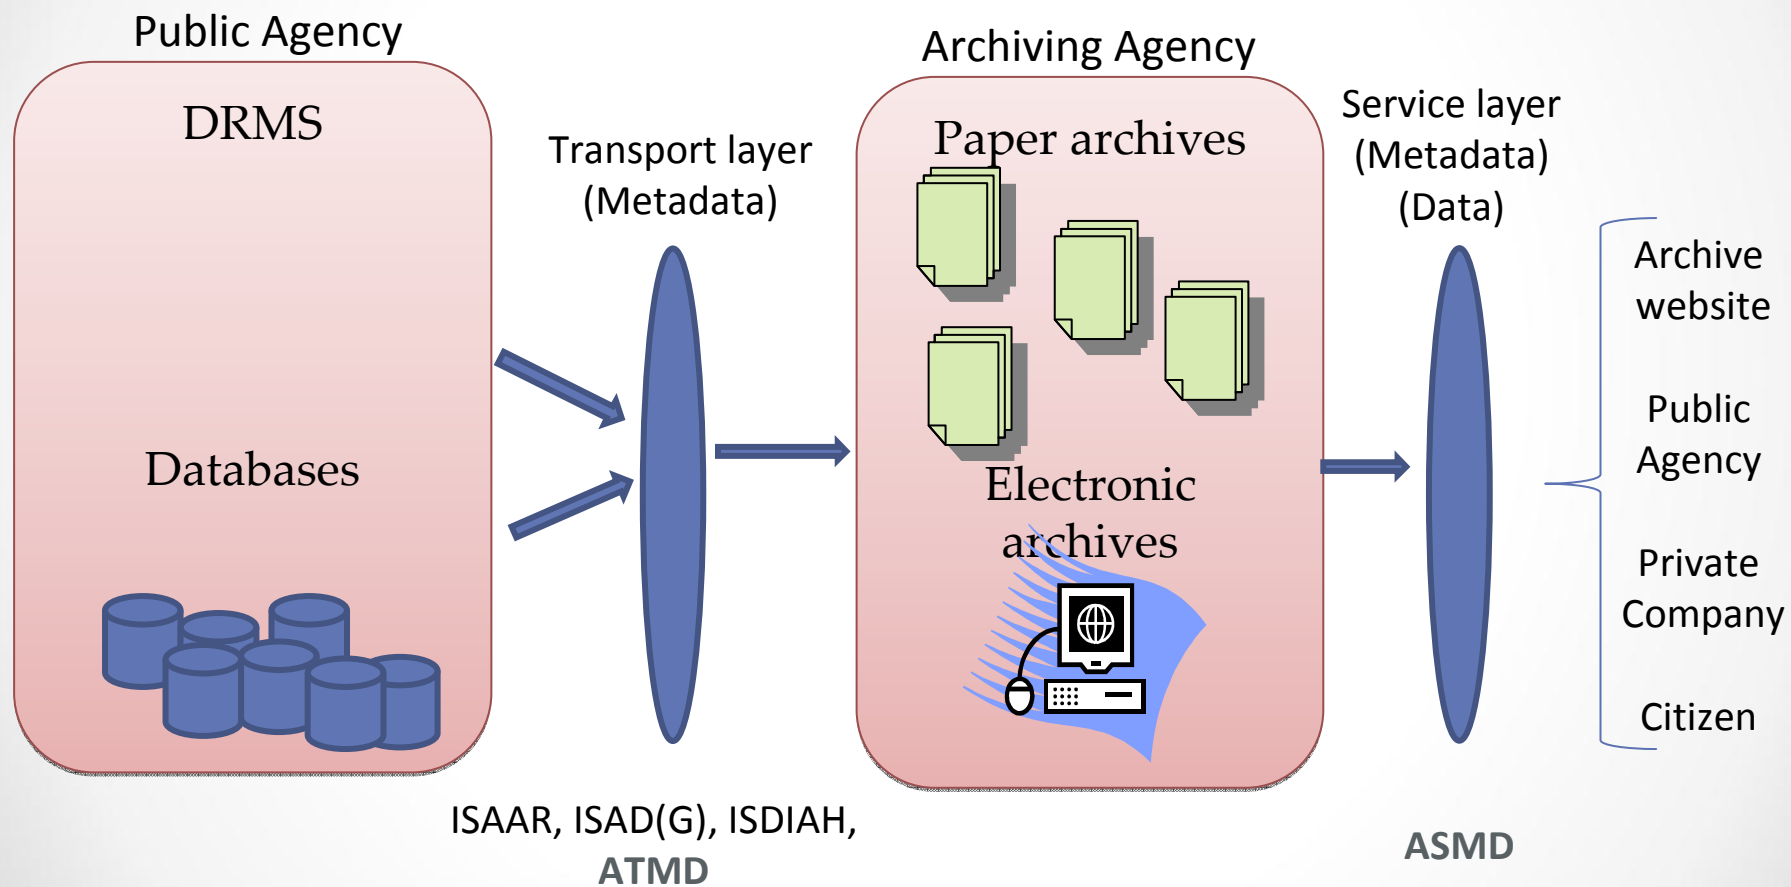 Public Agency
DRMS
Databases
Transport layer
(Metadata)
ISAAR, ISAD(G), ISDIAH,
ATMD
Archiving Agency
Paper archives
Electronic
archives
Service layer
(Metadata)
(Data)
ASMD
Archive
website
Public
Agency
Private
Company
Citizen